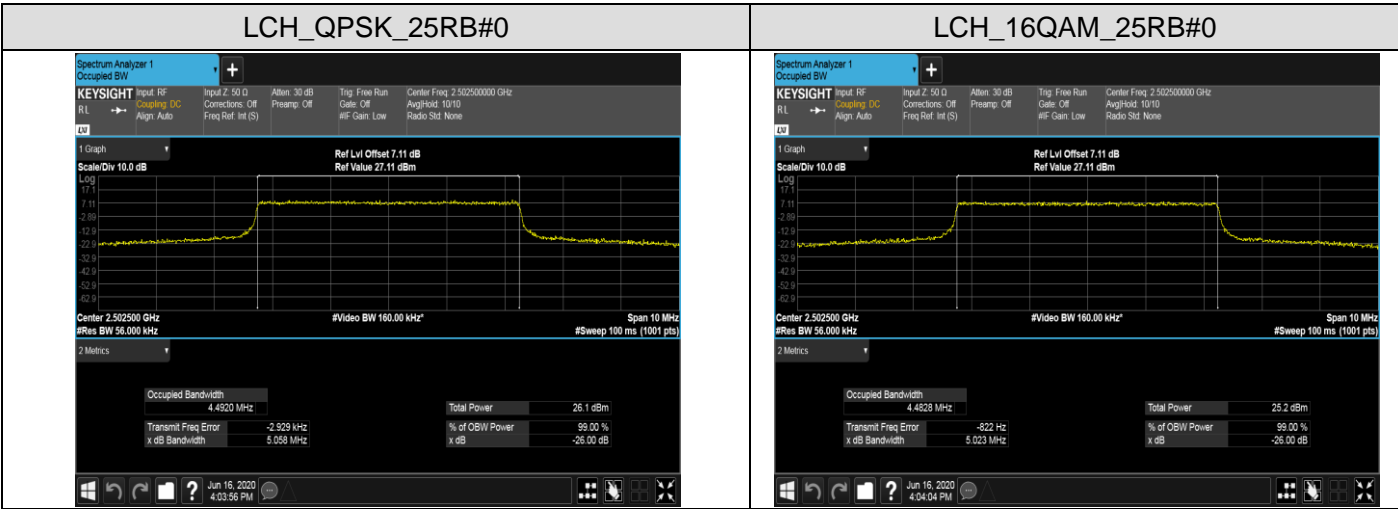 LCH_QPSK_25RB#0
Spectrum Analyzer 1
Occupied BW
+
KEYSIGHT Input: RF Input Z: 50 Ω Atten: 30 dB Trig: Free Run Center Freq: 2.502500000 GHz
RL Coupling: DC Corrections: Off Preamp: Off Gate: Off Avg|Hold: 10/10
Align: Auto Freq Ref: Int (S) #IF Gain: Low Radio Std: None
LXI
1 Graph
Ref Lvl Offset 7.11 dB
Scale/Div 10.0 dB Ref Value 27.11 dBm
Log
17.1
7.11
-2.89
-12.9
-22.9
-32.9
-42.9
-52.9
-62.9
Center 2.502500 GHz #Video BW 160.00 kHz* Span 10 MHz
#Res BW 56.000 kHz #Sweep 100 ms (1001 pts)
2 Metrics
Occupied Bandwidth
4.4920 MHz Total Power 26.1 dBm
Transmit Freq Error -2.929 kHz % of OBW Power 99.00 %
x dB Bandwidth 5.058 MHz x dB -26.00 dB
? Jun 16, 2020
4:03:56 PM
LCH_16QAM_25RB#0
Spectrum Analyzer 1
Occupied BW
+
KEYSIGHT Input: RF Input Z: 50 Ω Atten: 30 dB Trig: Free Run Center Freq: 2.502500000 GHz
RL Coupling: DC Corrections: Off Preamp: Off Gate: Off Avg|Hold: 10/10
Align: Auto Freq Ref: Int (S) #IF Gain: Low Radio Std: None
LXI
1 Graph
Ref Lvl Offset 7.11 dB
Scale/Div 10.0 dB Ref Value 27.11 dBm
Log
17.1
7.11
-2.89
-12.9
-22.9
-32.9
-42.9
-52.9
-62.9
Center 2.502500 GHz #Video BW 160.00 kHz* Span 10 MHz
#Res BW 56.000 kHz #Sweep 100 ms (1001 pts)
2 Metrics
Occupied Bandwidth
4.4828 MHz Total Power 25.2 dBm
Transmit Freq Error -822 Hz % of OBW Power 99.00 %
x dB Bandwidth 5.023 MHz x dB -26.00 dB
? Jun 16, 2020
4:04:04 PM